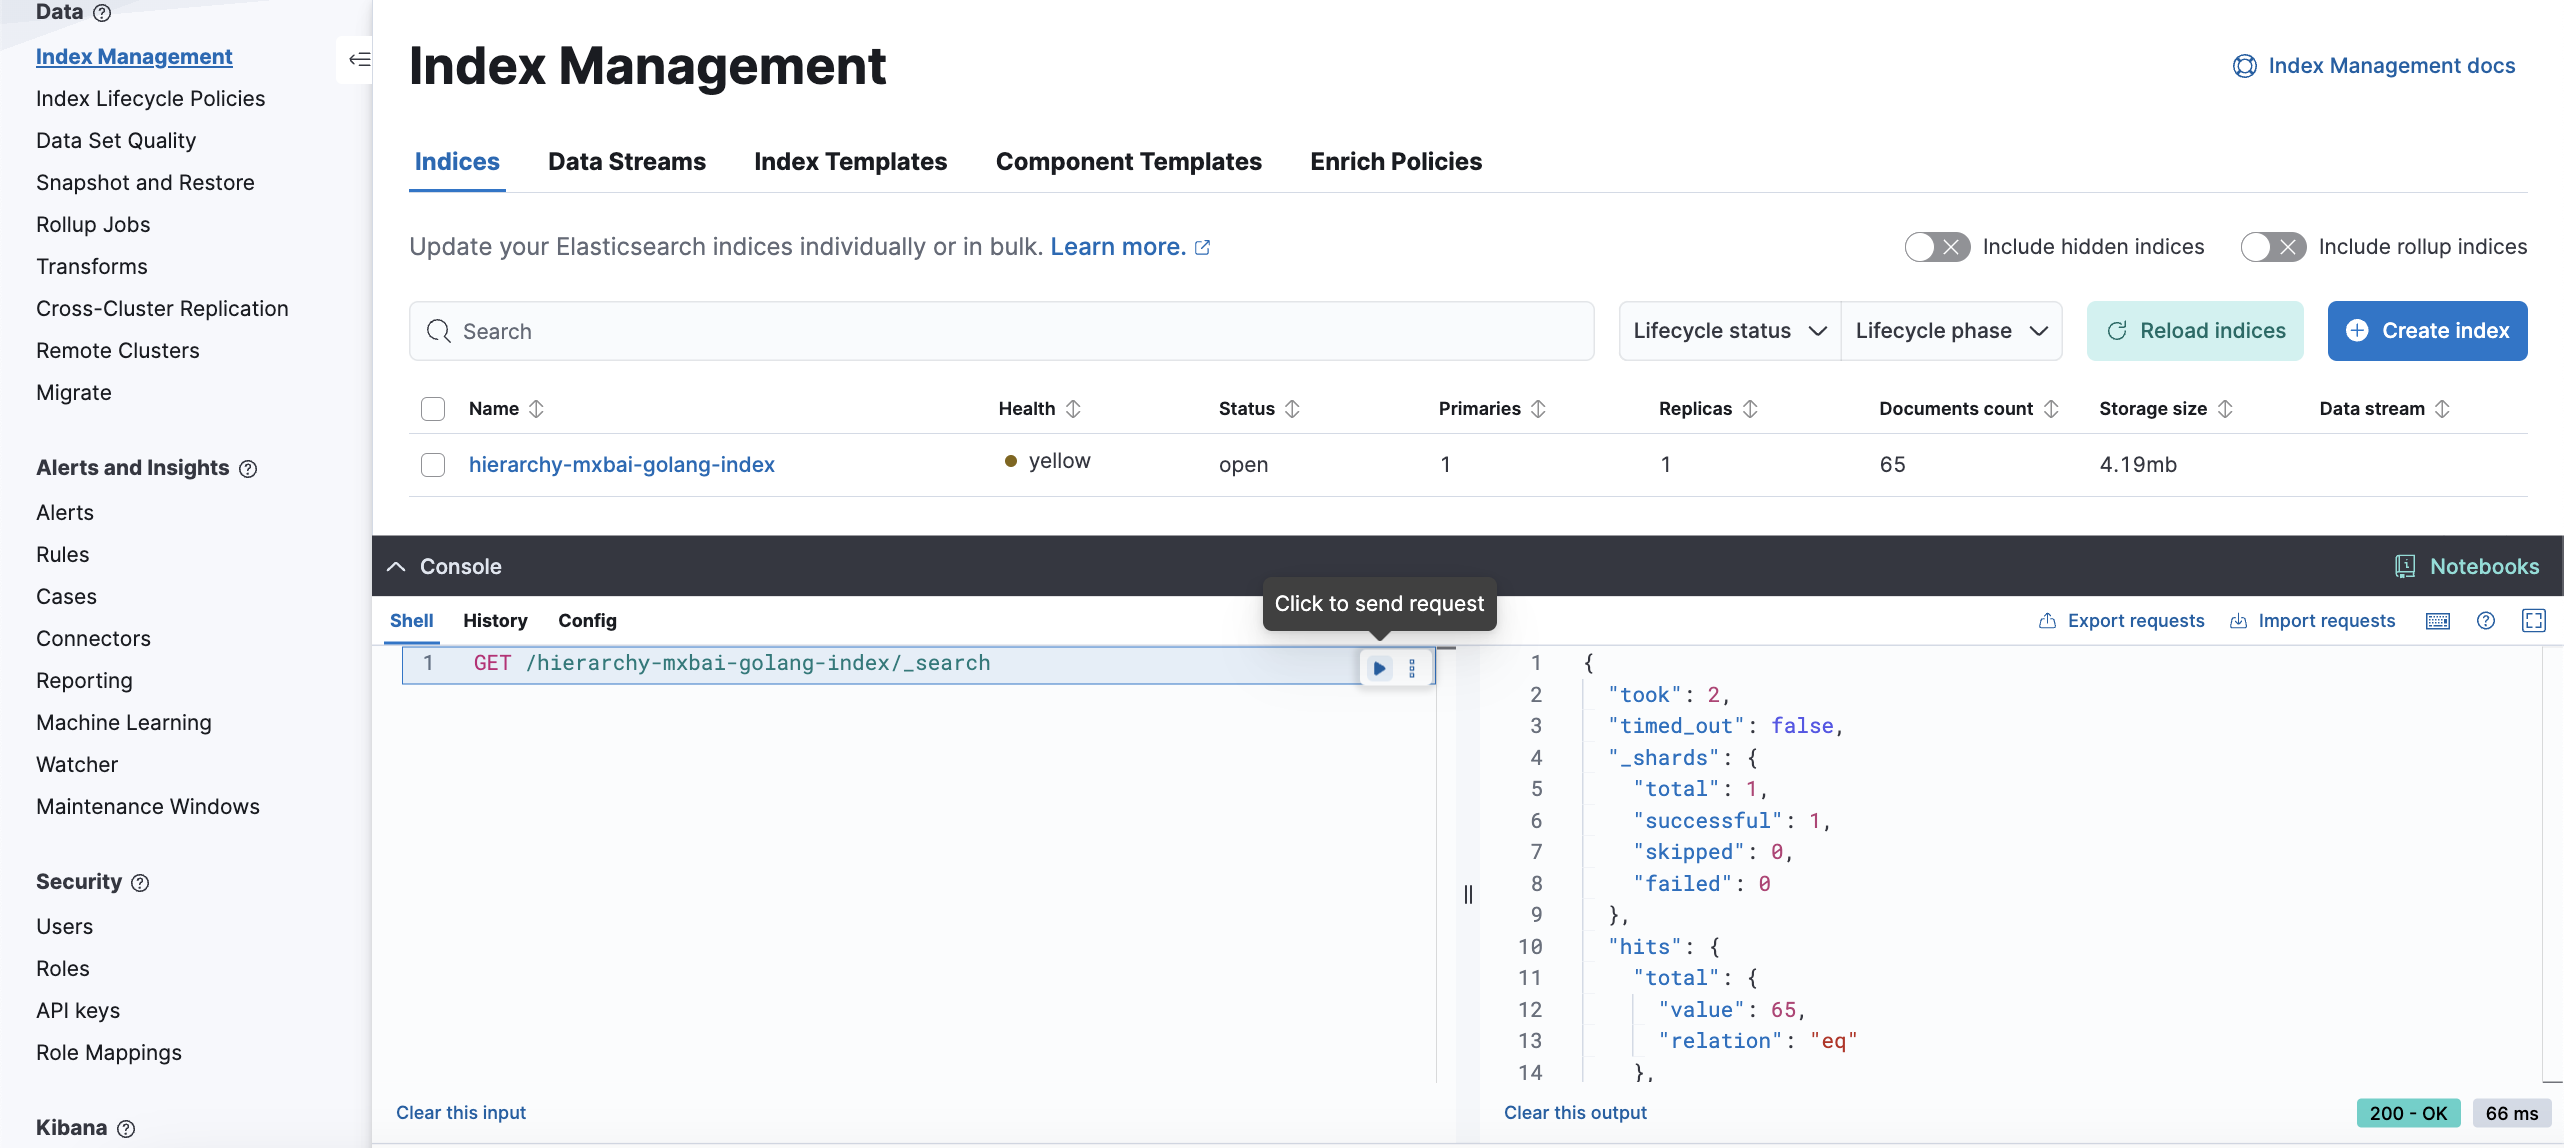 Data
Index Management
Index Lifecycle Policies
Data Set Quality
Snapshot and Restore
Rollup Jobs
Transforms
Cross-Cluster Replication
Remote Clusters
Migrate
Alerts and Insights
Alerts
Rules
Cases
Connectors
Reporting
Machine Learning
Watcher
Maintenance Windows
Security
Users
Roles
API keys
Role Mappings
Kibana
Index Management
Index Management docs
Indices Data Streams Index Templates Component Templates Enrich Policies
Update your Elasticsearch indices individually or in bulk. Learn more.
Include hidden indices Include rollup indices
Search Lifecycle status Lifecycle phase Reload indices Create index
Name Health Status Primaries Replicas Documents count Storage size Data stream
hierarchy-mxbai-golang-index yellow open 1 1 65 4.19mb
Console Notebooks
Click to send request
Shell History Config Export requests Import requests
1 GET /hierarchy-mxbai-golang-index/_search
1 {
2 "took": 2,
3 "timed_out": false,
4 "_shards": {
5 "total": 1,
6 "successful": 1,
7 "skipped": 0,
8 "failed": 0
9 },
10 "hits": {
11 "total": {
12 "value": 65,
13 "relation": "eq"
14 },
Clear this input Clear this output 200 - OK 66 ms